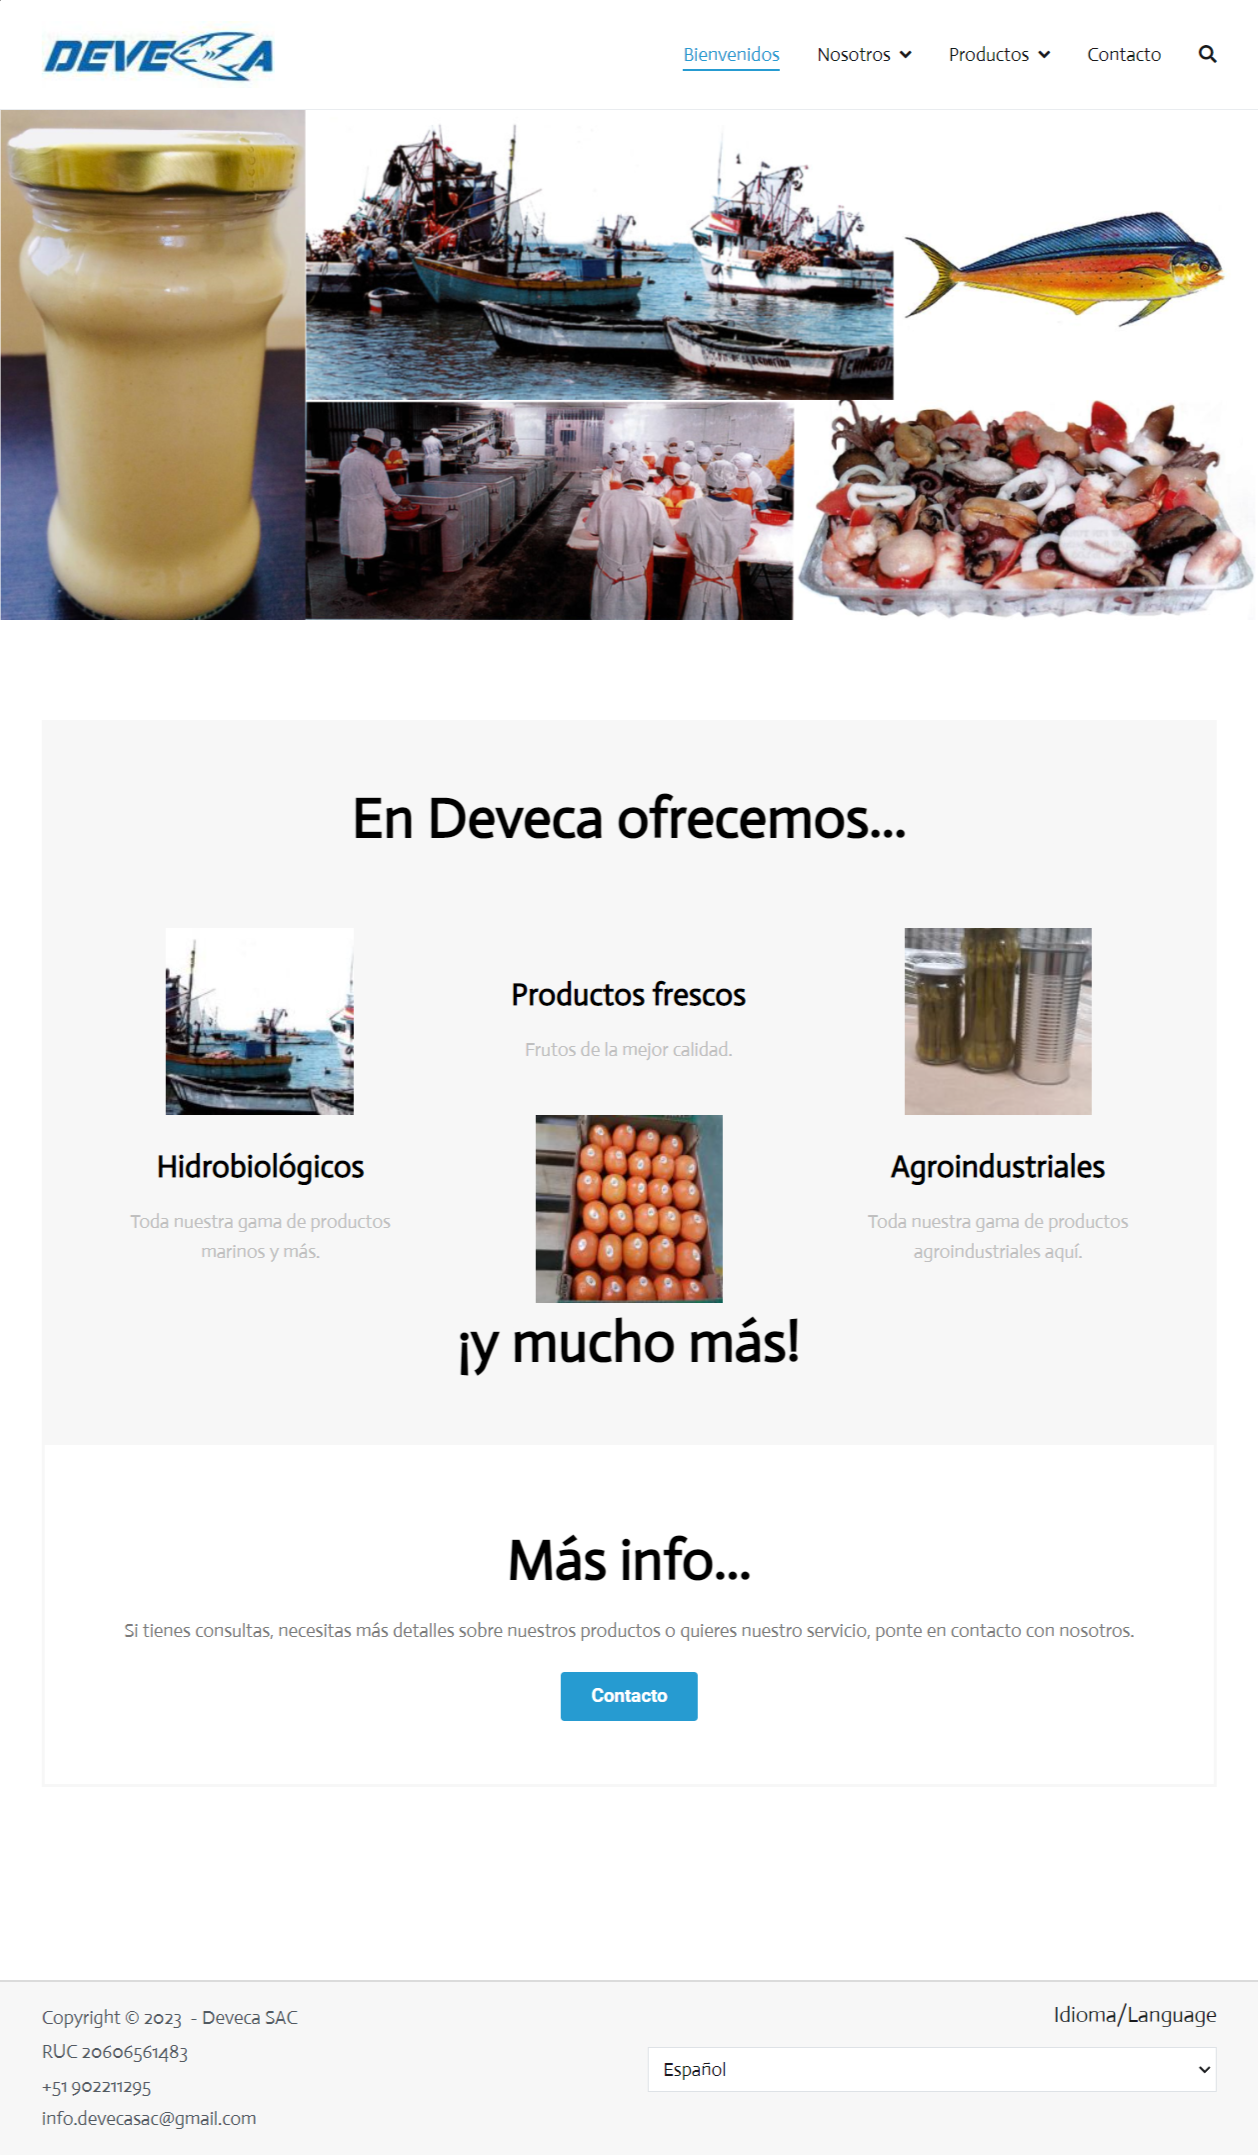 DEVECA
Bienvenidos
Nosotros
Productos
Contacto
En Deveca ofrecemos...
Hidrobiológicos
Toda nuestra gama de productos
marinos y más.
Productos frescos
Frutos de la mejor calidad.
Agroindustriales
Toda nuestra gama de productos
agroindustriales aquí.
¡y mucho más!
Más info...
Si tienes consultas, necesitas más detalles sobre nuestros productos o quieres nuestro servicio, ponte en contacto con nosotros.
Contacto
Copyright © 2023 - Deveca SAC
RUC 20606561483
+51 902211295
info.devecasac@gmail.com
Idioma/Language
Español